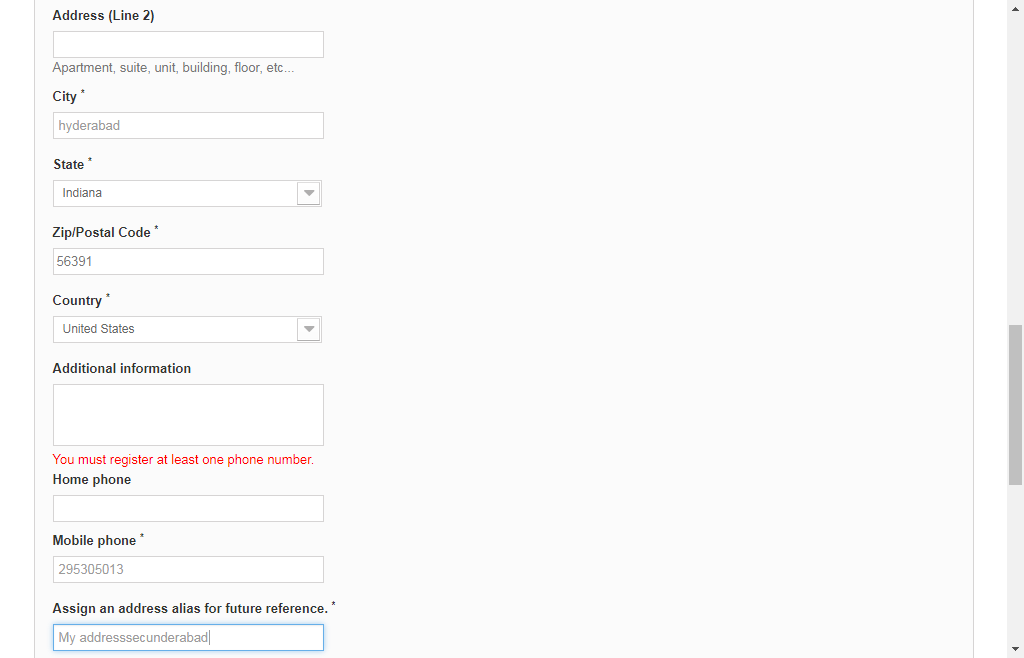 Address (Line 2)
Apartment, suite, unit, building, floor, etc...
City *
hyderabad
State *
Indiana
Zip/Postal Code *
56391
Country *
United States
Additional information
You must register at least one phone number.
Home phone
Mobile phone *
295305013
Assign an address alias for future reference. *
My addresssecunderabad